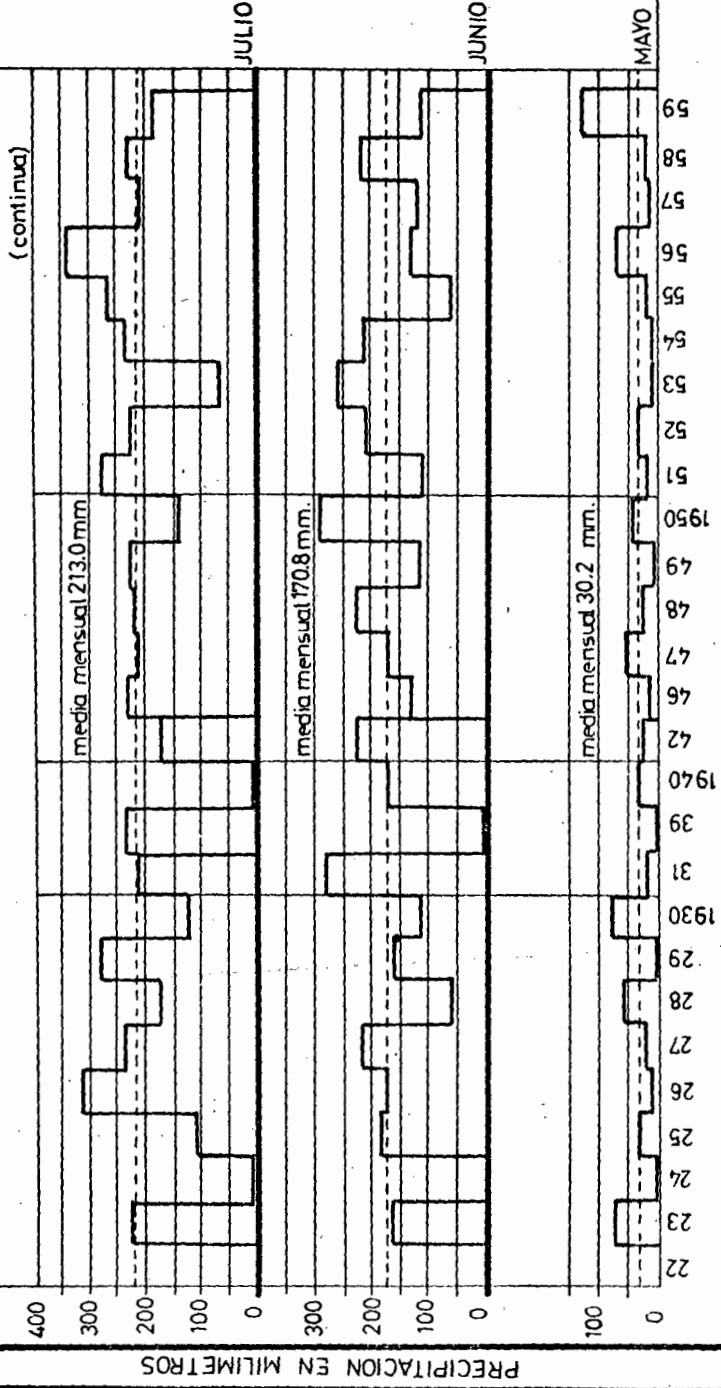 (continua)
PRECIPITACION EN MILIMETROS
400
300
200
100
0
media mensual 213.0 mm
JULIO
300
200
100
0
media mensual 170.8 mm.
JUNIO
100
0
media mensual 30.2 mm.
MAYO
22 23 24 25 26 27 28 29 1930 31 39 1940 42 46 47 48 49 1950 51 52 53 54 55 56 57 58 59